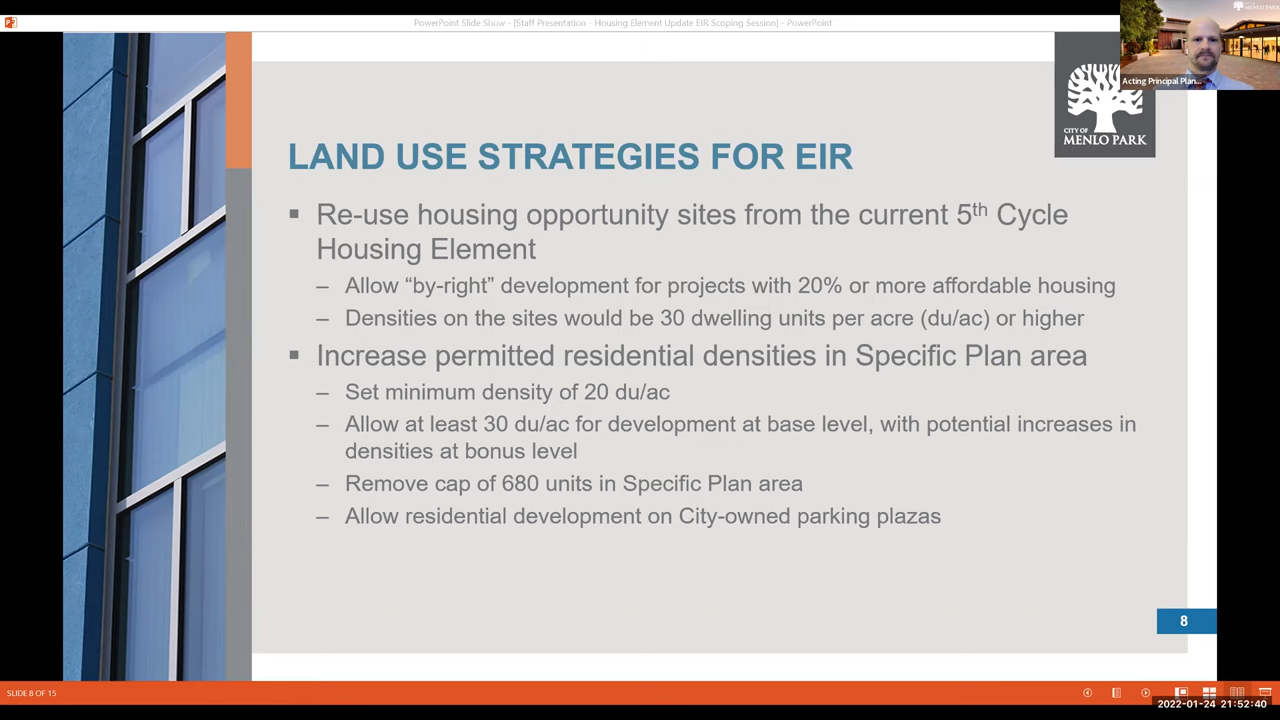 PowerPoint Slide Show - [Staff Presentation - Housing Element Update EIR Scoping Session] - PowerPoint
CITY OF
MENLO PARK
Acting Principal Plan...
CITY OF
MENLO PARK
LAND USE STRATEGIES FOR EIR
▪ Re-use housing opportunity sites from the current 5th Cycle
Housing Element
– Allow “by-right” development for projects with 20% or more affordable housing
– Densities on the sites would be 30 dwelling units per acre (du/ac) or higher
▪ Increase permitted residential densities in Specific Plan area
– Set minimum density of 20 du/ac
– Allow at least 30 du/ac for development at base level, with potential increases in
densities at bonus level
– Remove cap of 680 units in Specific Plan area
– Allow residential development on City-owned parking plazas
8
SLIDE 8 OF 15
2022-01-24 21:52:40